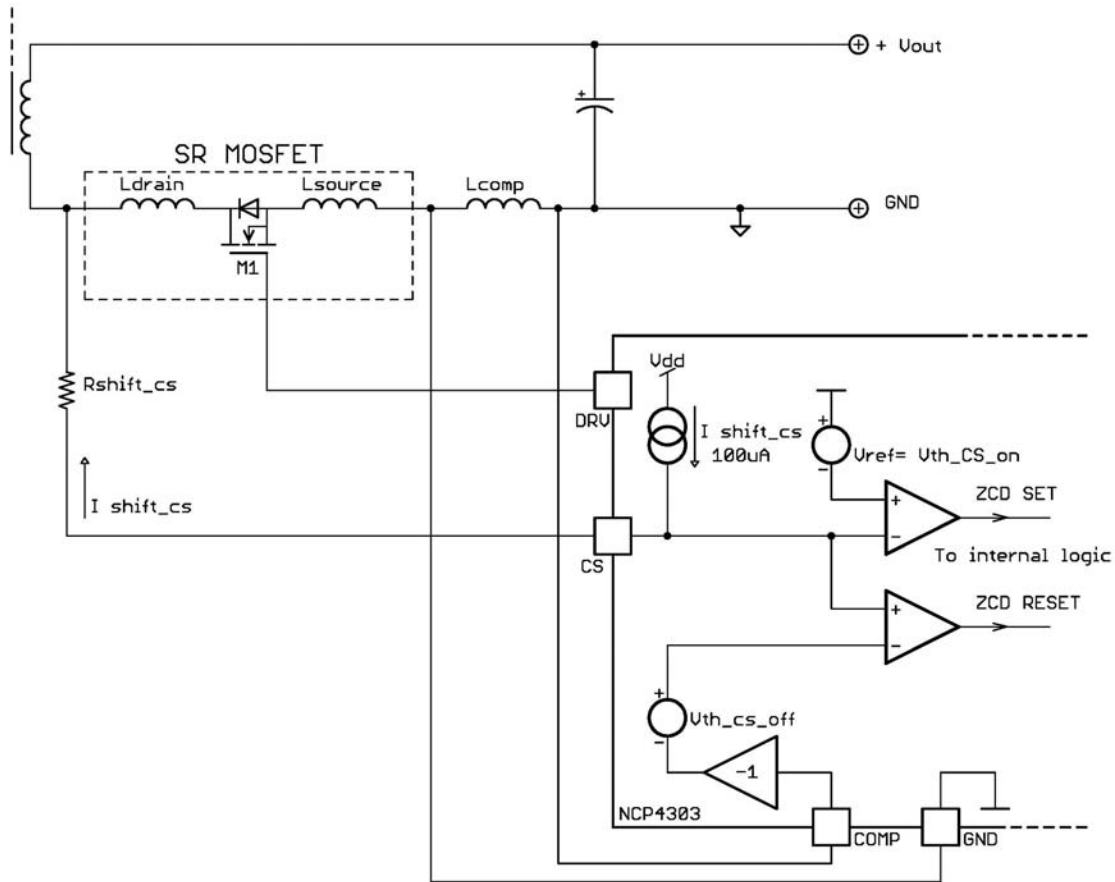 + Vout
+
SR MOSFET
Ldrain
Lsource
Lcomp
GND
M1
Rshift_cs
Vdd
DRV
I shift_cs
100uA
+
Vref= Vth_CS_on
-
I shift_cs
+
ZCD SET
-
CS
To internal logic
+
ZCD RESET
-
+
Vth_cs_off
-
-1
NCP4303
COMP
GND